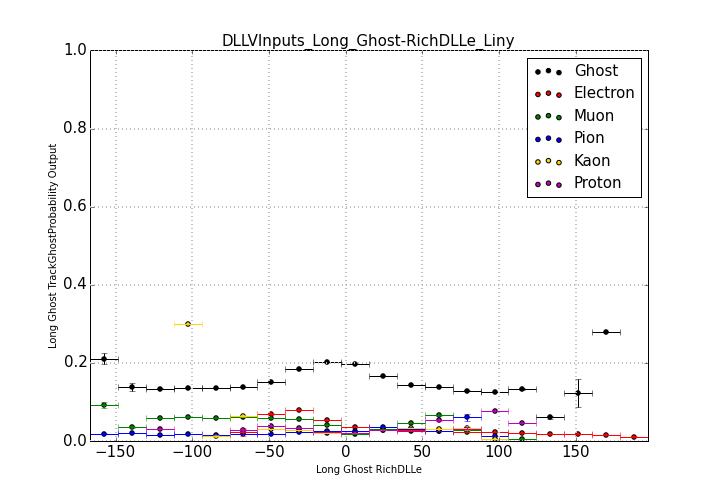 DLLVInputs_Long_Ghost-RichDLLe_Liny
1.0
0.8
0.6
0.4
0.2
0.0
Long Ghost TrackGhostProbability Output
Ghost
Electron
Muon
Pion
Kaon
Proton
−150
−100
−50
0
50
100
150
Long Ghost RichDLLe